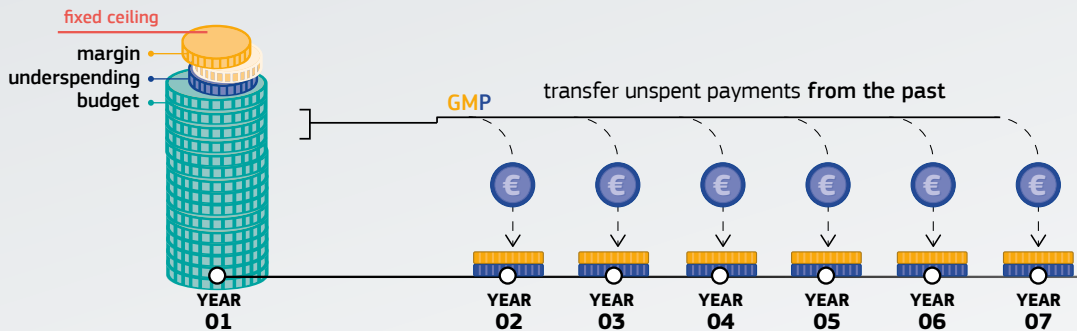 fixed ceiling
margin
underspending
budget
GMP
transfer unspent payments from the past
€ € € € € €
YEAR 01
YEAR 02
YEAR 03
YEAR 04
YEAR 05
YEAR 06
YEAR 07